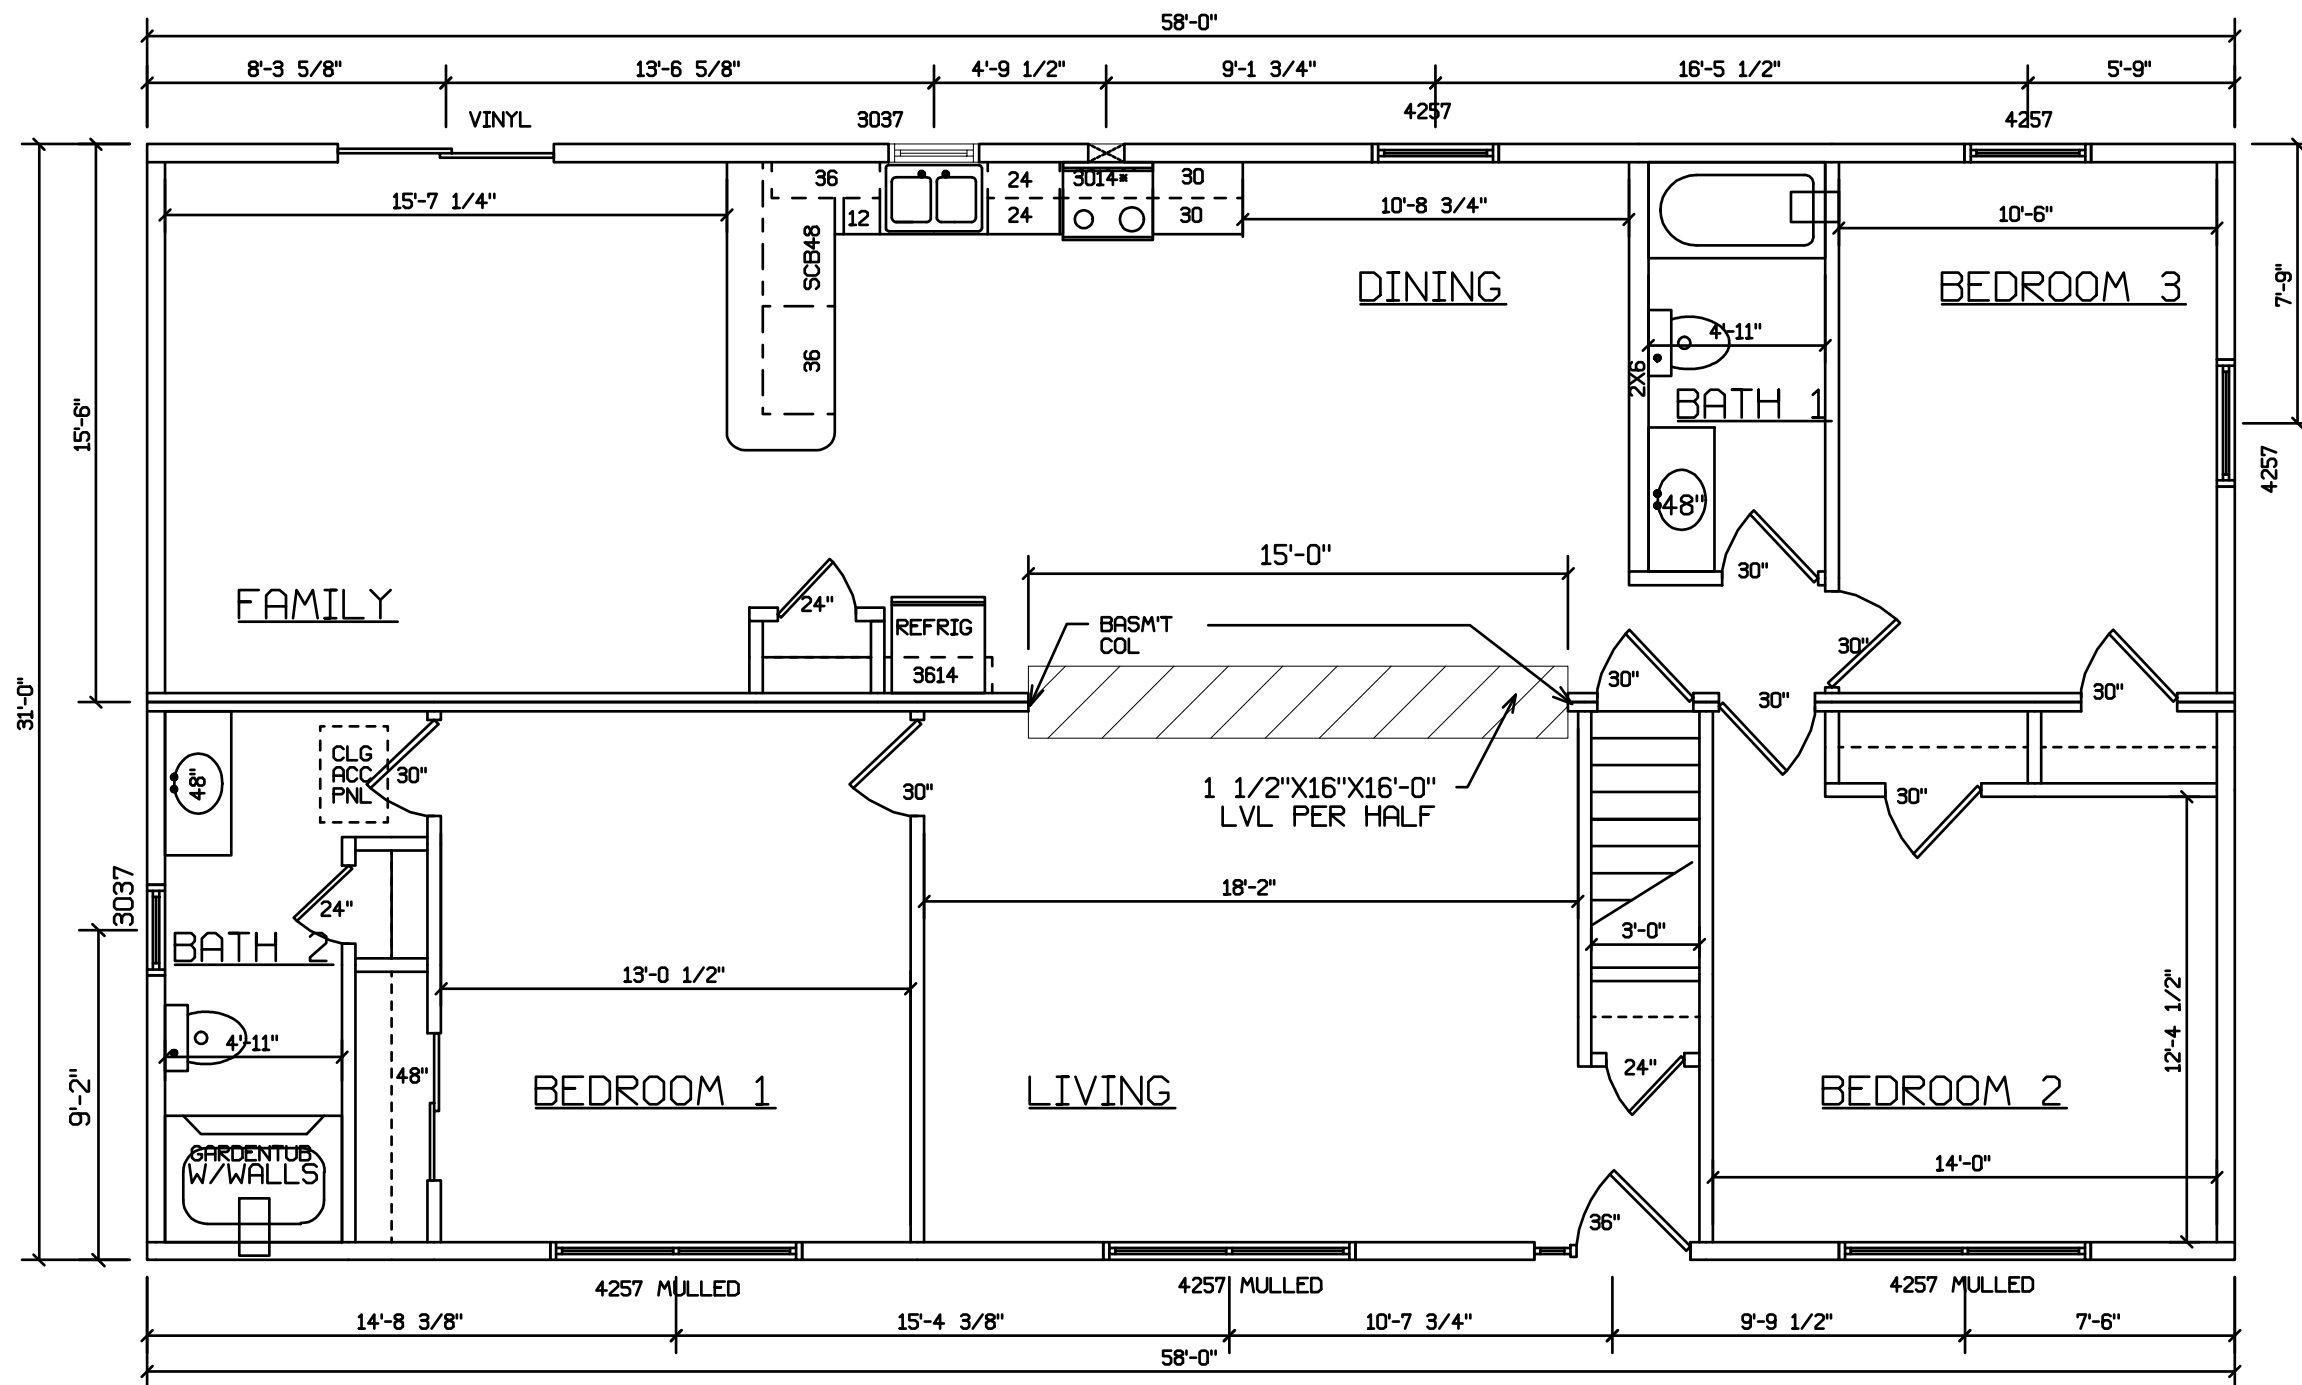 58'-0"
8'-3 5/8" 13'-6 5/8" 4'-9 1/2" 9'-1 3/4" 16'-5 1/2" 5'-9"
VINYL 3037 4257 4257
36 24 3014* 30
15'-7 1/4" 12 24 30 10'-8 3/4" 10'-6"
SCB48
DINING BEDROOM 3
7'-9"
36
4'-11"
2X6
BATH 1
15'-6"
4257
48"
15'-0"
30"
FAMILY
24"
REFRIG
BASM'T
COL
30"
3614
30"
30"
30"
31'-0"
CLG
ACC
PNL
30"
48"
30"
1 1/2"X16"X16'-0"
LVL PER HALF
30"
3037
24"
18'-2"
3'-0"
BATH 2
13'-0 1/2"
12'-4 1/2"
4'-11"
48"
24"
9'-2"
BEDROOM 1 LIVING BEDROOM 2
GARDENTUB
W/WALLS
14'-0"
36"
4257 MULLED 4257 MULLED 4257 MULLED
14'-8 3/8" 15'-4 3/8" 10'-7 3/4" 9'-9 1/2" 7'-6"
58'-0"